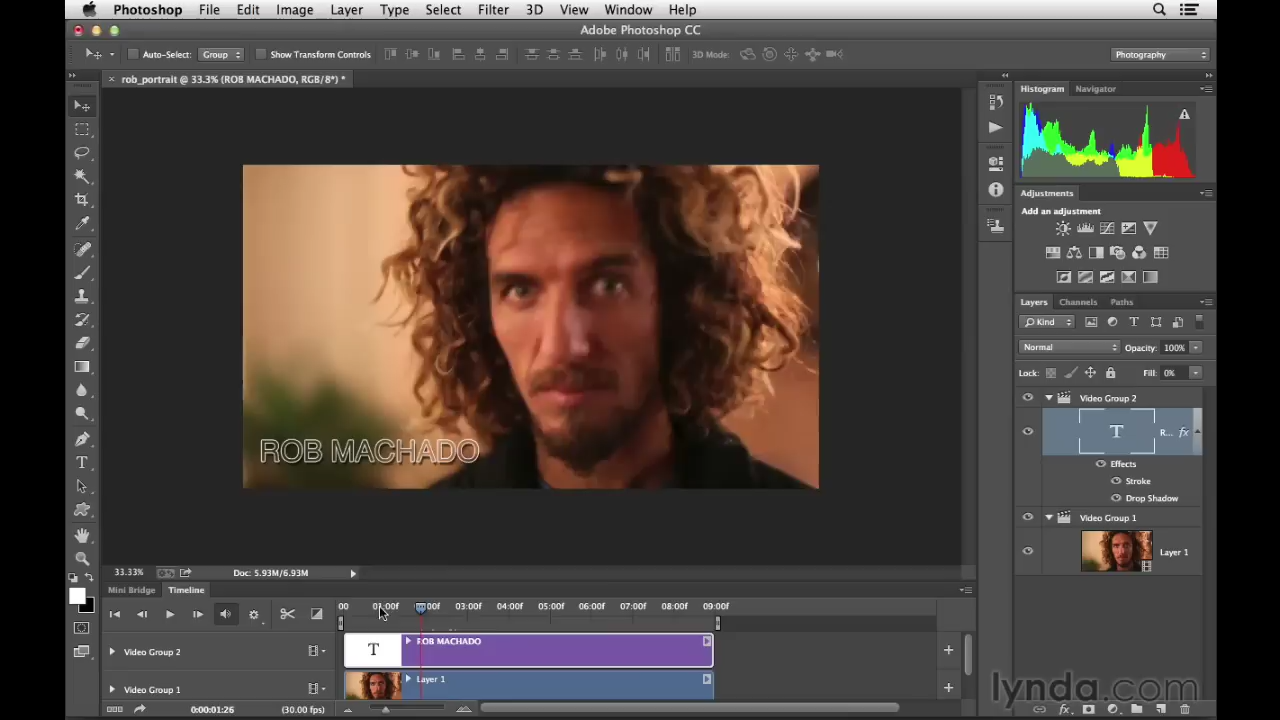 Photoshop File Edit Image Layer Type Select Filter 3D View Window Help
Adobe Photoshop CC
Auto-Select: Group Show Transform Controls 3D Mode: Photography
rob_portrait @ 33.3% (ROB MACHADO, RGB/8*) *
Histogram Navigator
Adjustments
Add an adjustment
Layers Channels Paths
Kind T
Normal Opacity: 100%
Lock: Fill: 0%
Video Group 2
T R... fx
Effects
Stroke
Drop Shadow
Video Group 1
Layer 1
ROB MACHADO
33.33% Doc: 5.93M/6.93M
Mini Bridge Timeline
00 01:00f 03:00f 04:00f 05:00f 06:00f 07:00f 08:00f 09:00f
Video Group 2 T ROB MACHADO
Video Group 1 Layer 1
0:00:01:26 (30.00 fps)
lynda.com